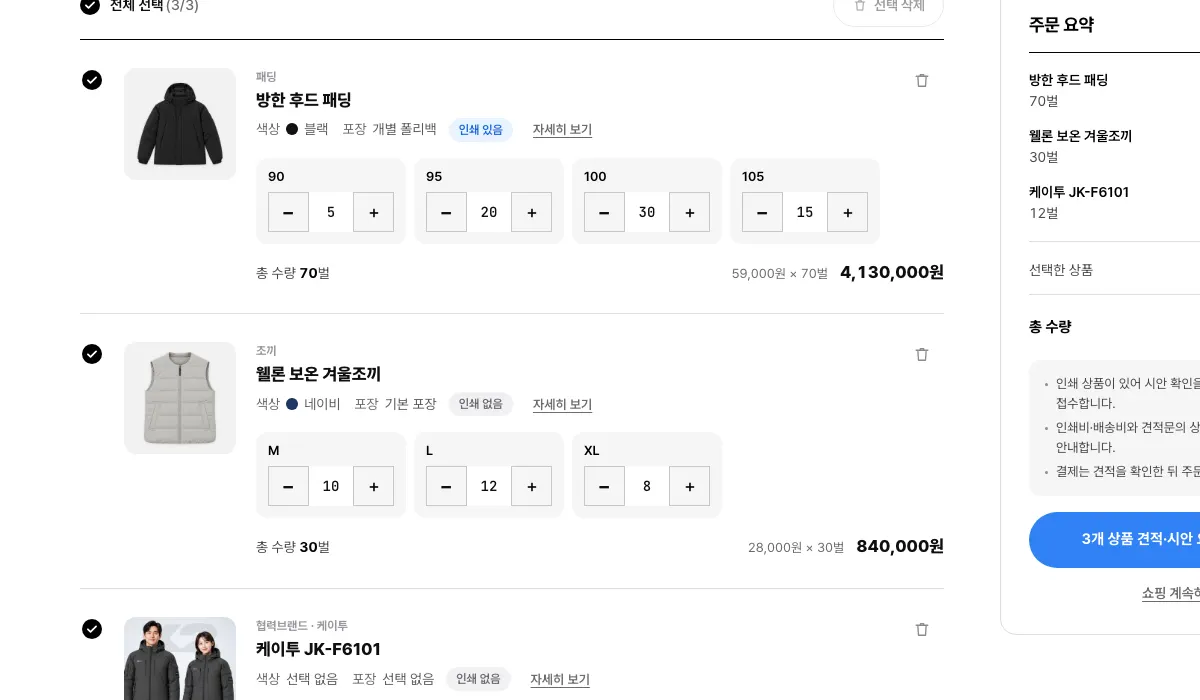 전체 선택 (3/3)
선택 삭제
패딩
방한 후드 패딩
색상 블랙 포장 개별 폴리백 인쇄 있음 자세히 보기
90 95 100 105
− 5 + − 20 + − 30 + − 15 +
총 수량 70벌 59,000원 × 70벌 4,130,000원
조끼
웰론 보온 겨울조끼
색상 네이비 포장 기본 포장 인쇄 없음 자세히 보기
M L XL
− 10 + − 12 + − 8 +
총 수량 30벌 28,000원 × 30벌 840,000원
협력브랜드 · 케이투
케이투 JK-F6101
색상 선택 없음 포장 선택 없음 인쇄 없음 자세히 보기
주문 요약
방한 후드 패딩
70벌
웰론 보온 겨울조끼
30벌
케이투 JK-F6101
12벌
선택한 상품
총 수량
• 인쇄 상품이 있어 시안 확인을
접수합니다.
• 인쇄비·배송비와 견적문의 상
안내합니다.
• 결제는 견적을 확인한 뒤 주문
3개 상품 견적·시안
쇼핑 계속하